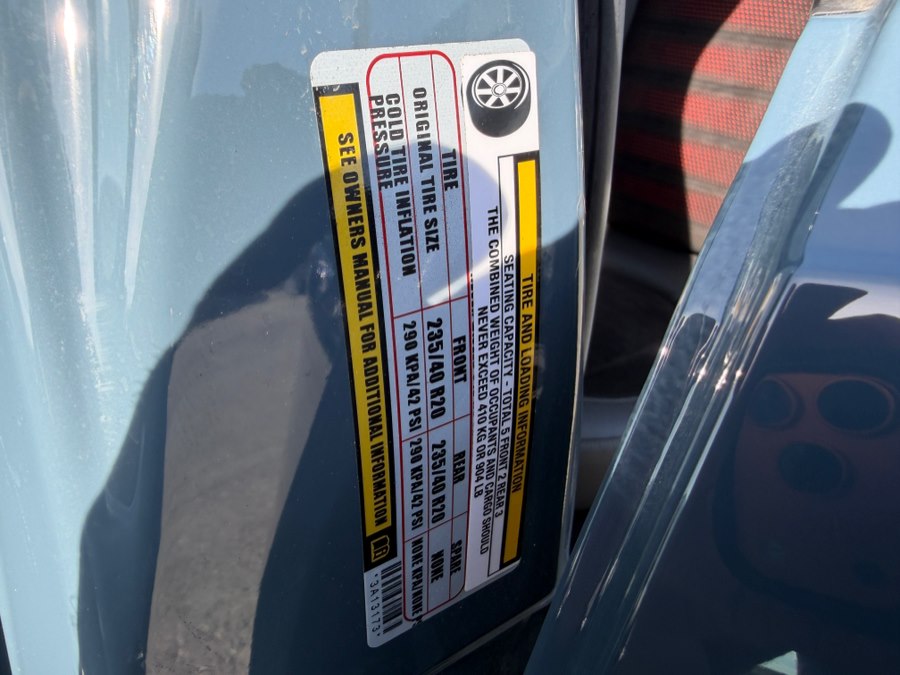 TIRE AND LOADING INFORMATION
SEATING CAPACITY - TOTAL 5 FRONT 2 REAR 3
THE COMBINED WEIGHT OF OCCUPANTS AND CARGO SHOULD
NEVER EXCEED 410 KG OR 904 LB
TIRE FRONT REAR SPARE
ORIGINAL TIRE SIZE 235/40 R20 235/40 R20 NONE
COLD TIRE INFLATION
PRESSURE 290 KPA/42 PSI 290 KPA/42 PSI NONE KPA/NONE
SEE OWNERS MANUAL FOR ADDITIONAL INFORMATION
*3A13173*